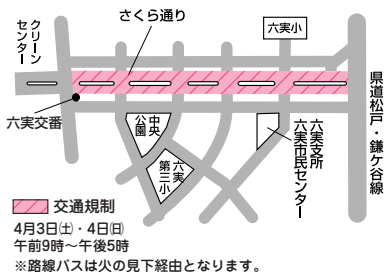 さくら通り
クリーン
センター
六実小
六実交番
中央
公園
六実
第三小
六実支所
六実市民センター
県道松戸・鎌ケ谷線
交通規制
4月3日㈯・4日㈰
午前9時～午後5時
※路線バスは火の見下経由となります。